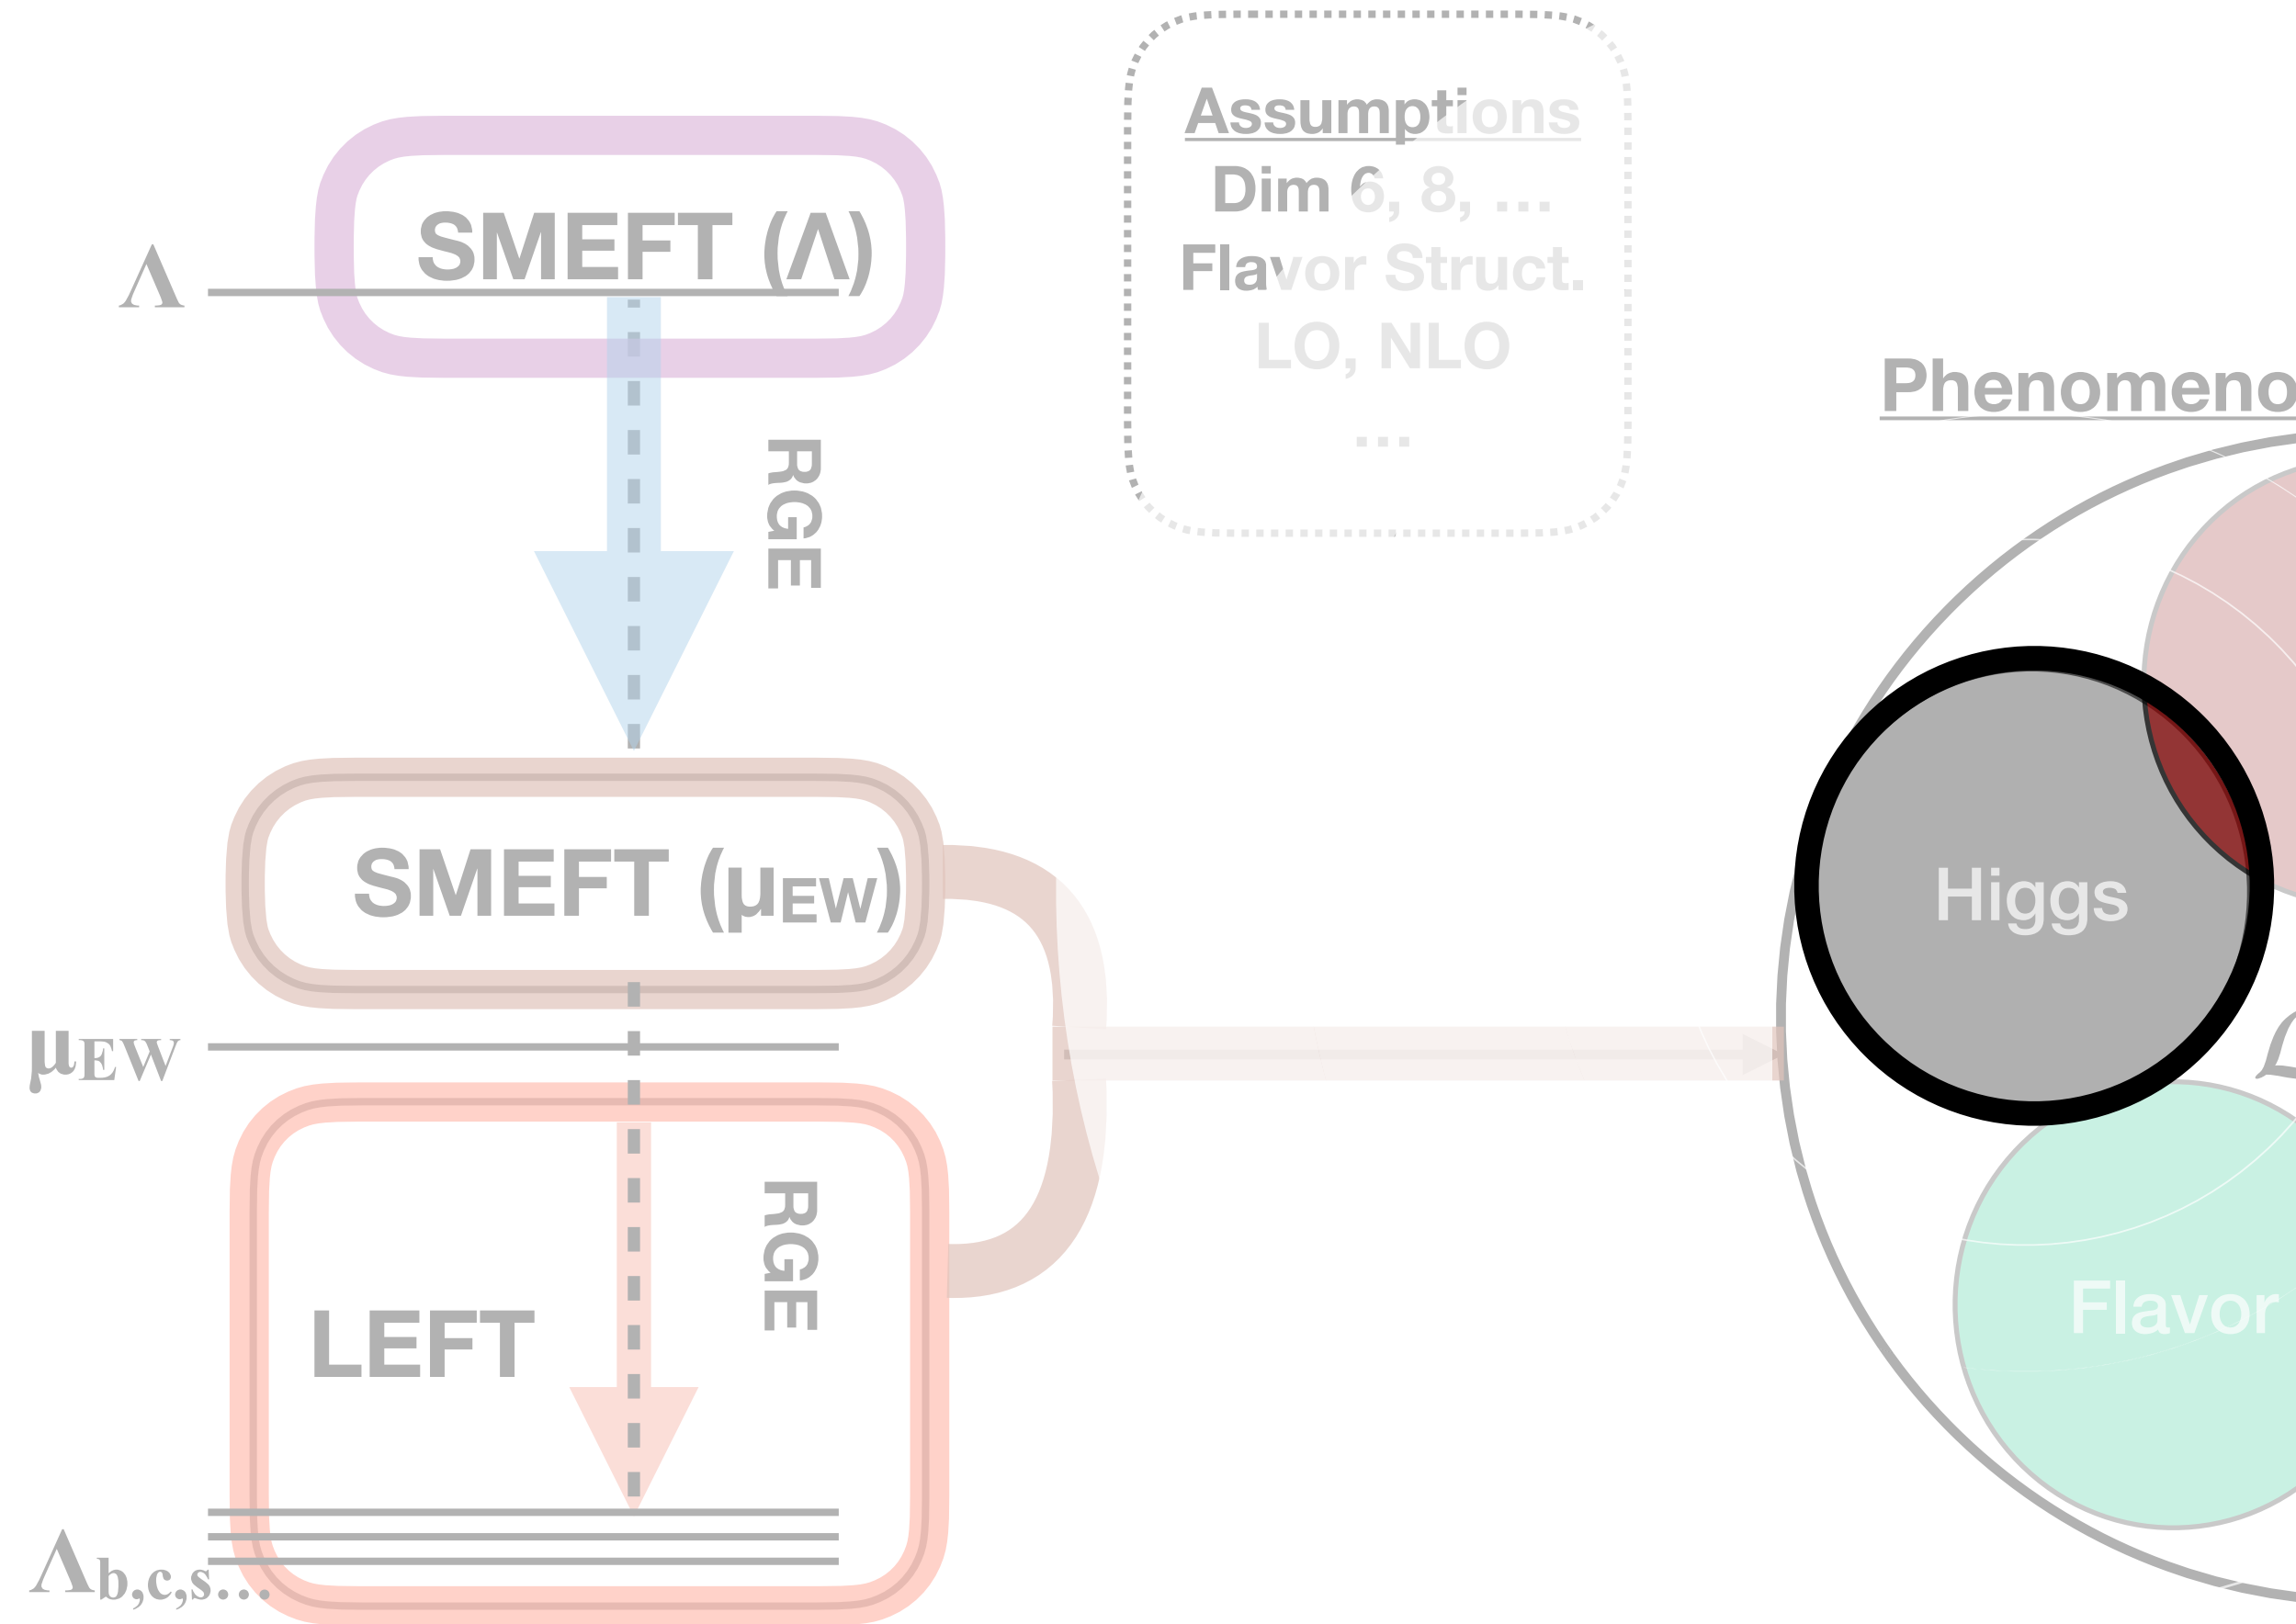 Assumptions
Dim 6, 8, ...
Flavor Struct.
LO, NLO
...
SMEFT (Λ)
Λ
RGE
SMEFT (μEW)
μEW
LEFT
RGE
Λb,c,s...
Phenomeno
Higgs
Flavor